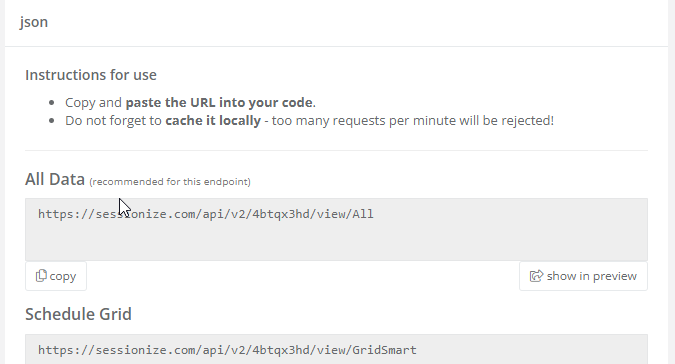 json
Instructions for use
Copy and paste the URL into your code.
Do not forget to cache it locally - too many requests per minute will be rejected!
All Data (recommended for this endpoint)
https://sessionize.com/api/v2/4btqx3hd/view/All
copy
show in preview
Schedule Grid
https://sessionize.com/api/v2/4btqx3hd/view/GridSmart